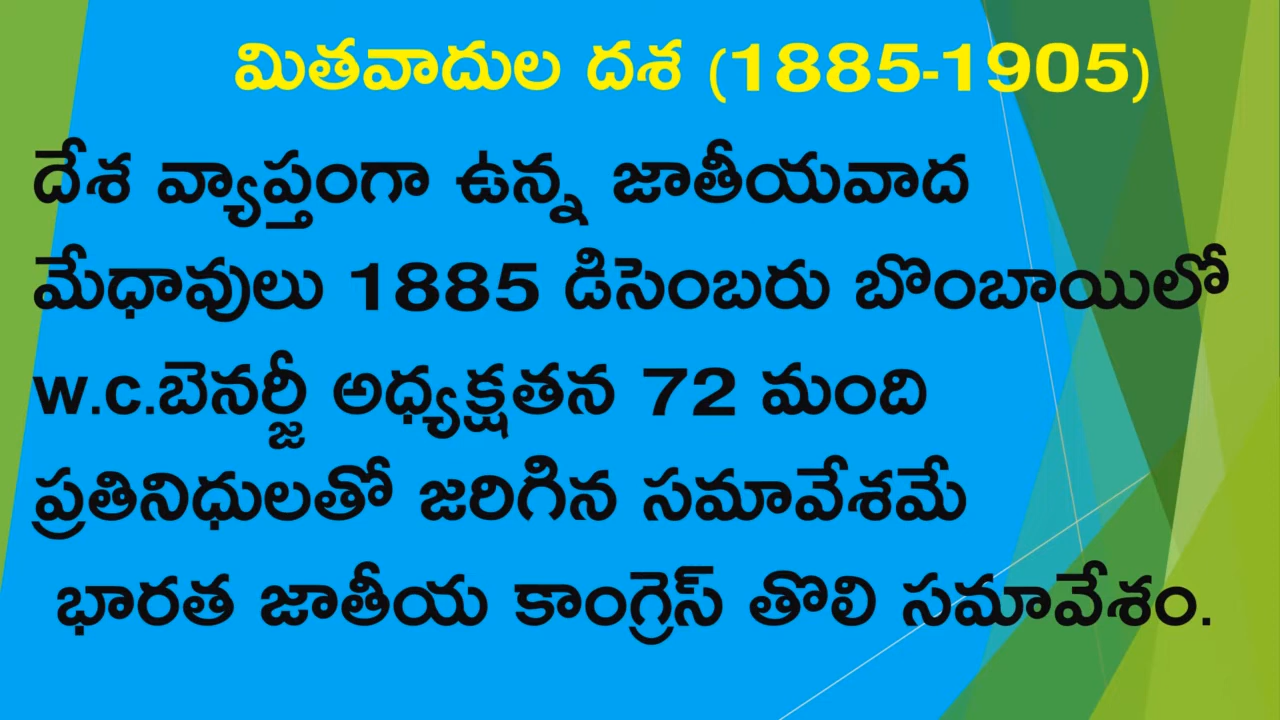 మితవాదుల దశ (1885-1905)
దేశ వ్యాప్తంగా ఉన్న జాతీయవాద
మేధావులు 1885 డిసెంబరు బొంబాయిలో
w.c.బెనర్జీ అధ్యక్షతన 72 మంది
ప్రతినిధులతో జరిగిన సమావేశమే
భారత జాతీయ కాంగ్రెస్ తొలి సమావేశం.